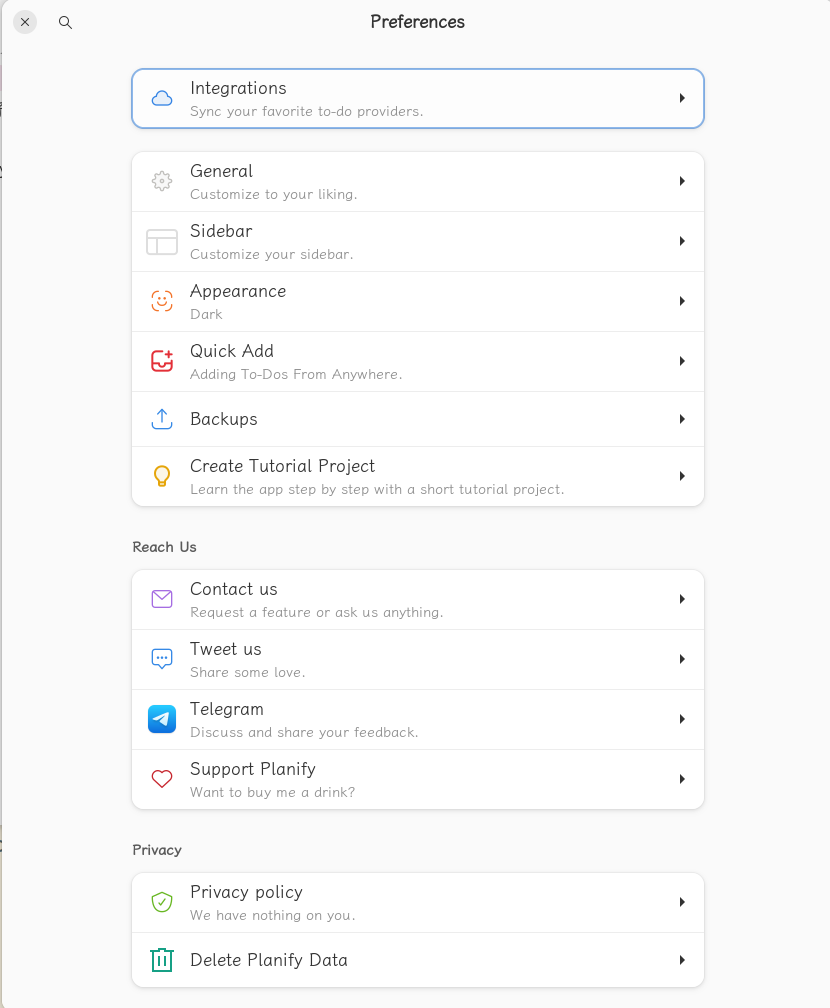 Preferences
Integrations
Sync your favorite to-do providers.
General
Customize to your liking.
Sidebar
Customize your sidebar.
Appearance
Dark
Quick Add
Adding To-Dos From Anywhere.
Backups
Create Tutorial Project
Learn the app step by step with a short tutorial project.
Reach Us
Contact us
Request a feature or ask us anything.
Tweet us
Share some love.
Telegram
Discuss and share your feedback.
Support Planify
Want to buy me a drink?
Privacy
Privacy policy
We have nothing on you.
Delete Planify Data